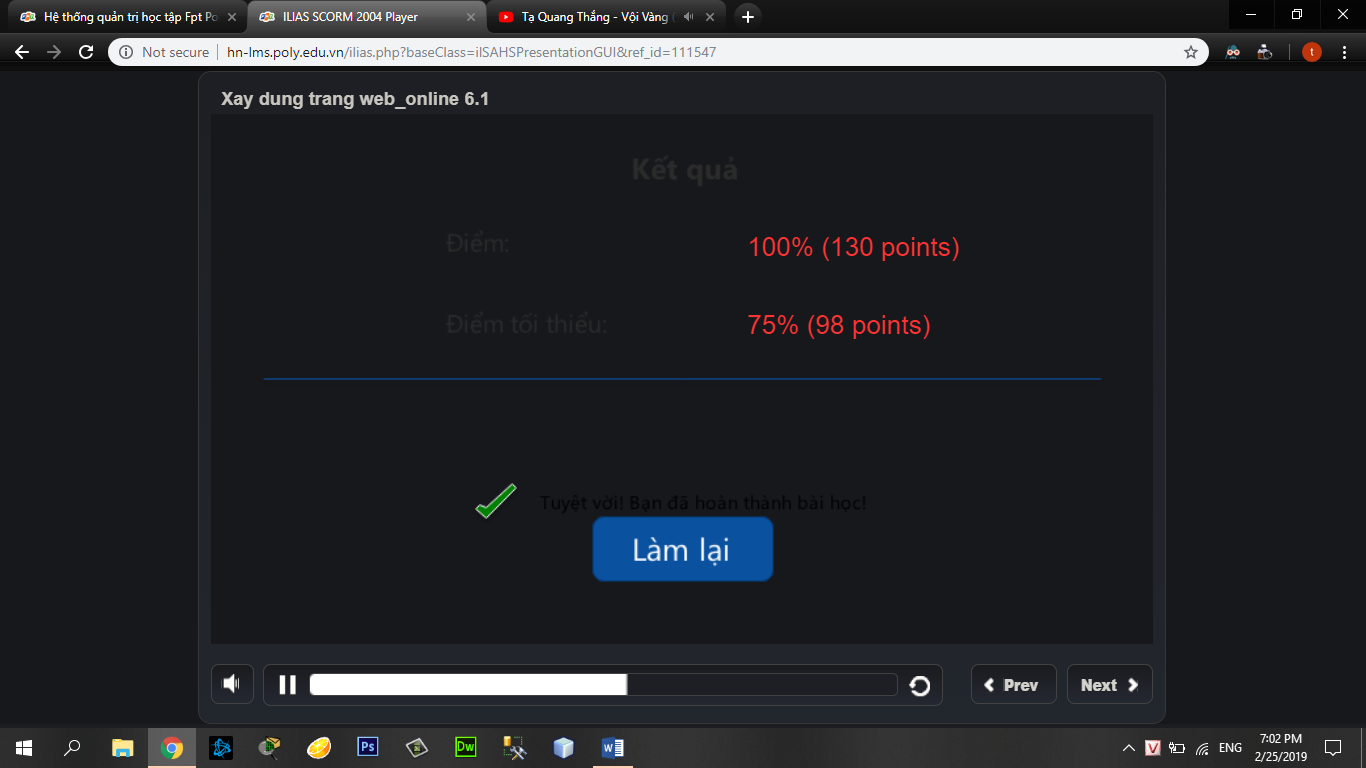 Hệ thống quản trị học tập Fpt Po
ILIAS SCORM 2004 Player
Tạ Quang Thắng - Vội Vàng (
Not secure
hn-lms.poly.edu.vn/ilias.php?baseClass=ilSAHSPresentationGUI&ref_id=111547
t
Xay dung trang web_online 6.1
Kết quả
Điểm:
100% (130 points)
Điểm tối thiểu:
75% (98 points)
Tuyệt vời! Bạn đã hoàn thành bài học!
Làm lại
Prev
Next
Ps
Dw
V
ENG
7:02 PM
2/25/2019